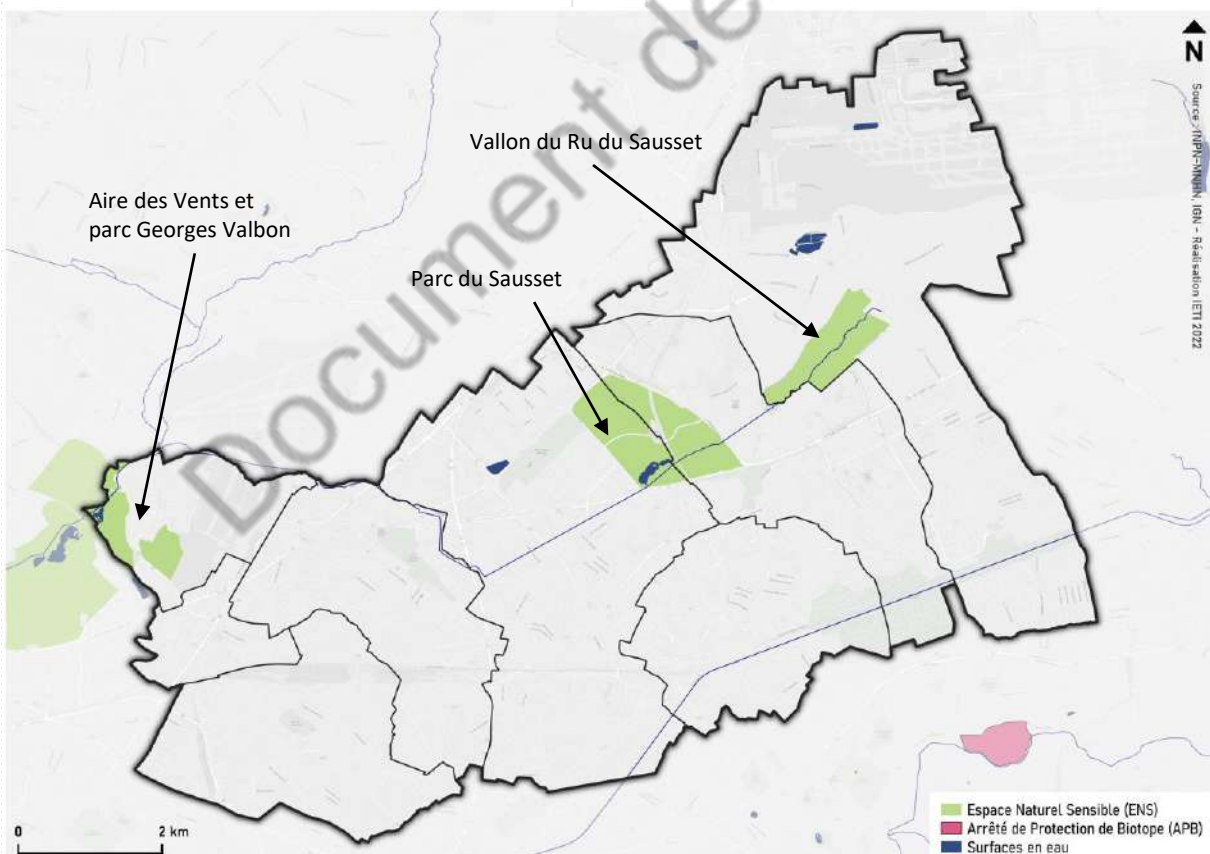 Document de
N
Source : INPN-MNHN, IGN - Réalisation IETI 2022
Vallon du Ru du Sausset
Aire des Vents et
parc Georges Valbon
Parc du Sausset
0 2 km
Espace Naturel Sensible (ENS)
Arrêté de Protection de Biotope (APB)
Surfaces en eau